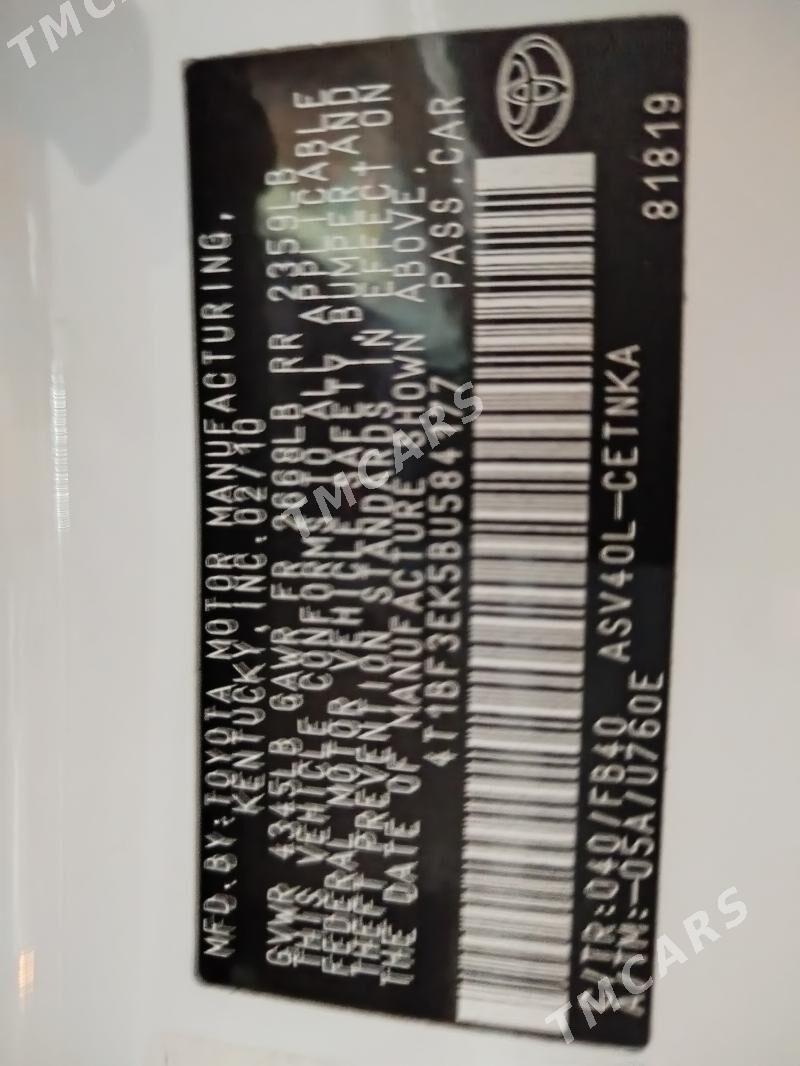 MFD.BY:TOYOTA MOTOR MANUFACTURING,
KENTUCKY, INC.02/10
GVWR 4345LB GAWR FR 2668LB RR 2359LB
THIS VEHICLE CONFORMS TO ALL APPLICABLE
FEDERAL MOTOR VEHICLE SAFETY, BUMPER, AND
THEFT PREVENTION STANDARDS IN EFFECT ON
THE DATE OF MANUFACTURE SHOWN ABOVE.
PASS.CAR
C/TR:040/FB40 ASV40L-CETNKA
A/TM:-05A/U760E 81819
TMCARS
TMCARS
TMCARS